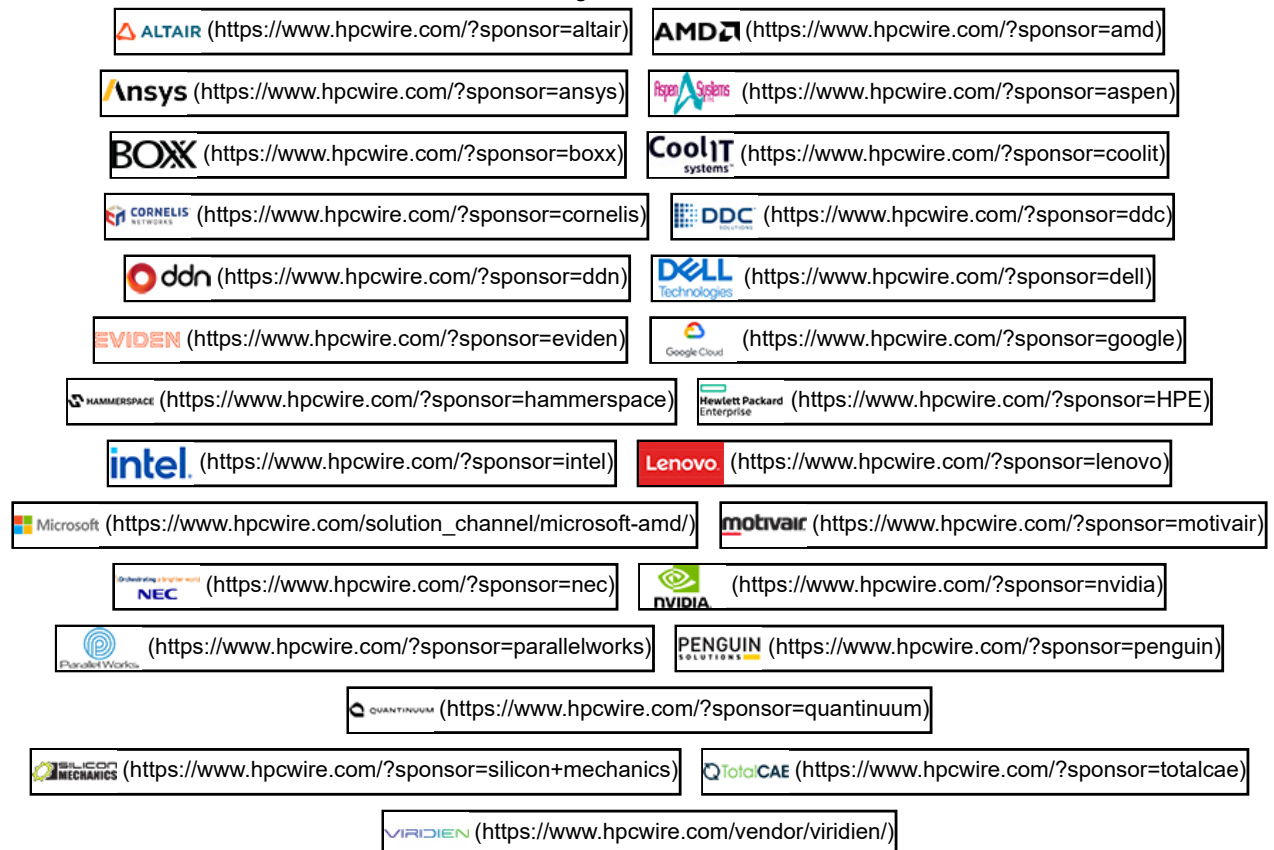 ALTAIR (https://www.hpcwire.com/?sponsor=altair) AMD (https://www.hpcwire.com/?sponsor=amd)
Ansys (https://www.hpcwire.com/?sponsor=ansys) Aspen Systems (https://www.hpcwire.com/?sponsor=aspen)
BOXX (https://www.hpcwire.com/?sponsor=boxx) CoolIT systems™ (https://www.hpcwire.com/?sponsor=coolit)
CORNELIS NETWORKS (https://www.hpcwire.com/?sponsor=cornelis) DDC SOLUTIONS (https://www.hpcwire.com/?sponsor=ddc)
ddn (https://www.hpcwire.com/?sponsor=ddn) DELL Technologies (https://www.hpcwire.com/?sponsor=dell)
EVIDEN (https://www.hpcwire.com/?sponsor=eviden) Google Cloud (https://www.hpcwire.com/?sponsor=google)
HAMMERSPACE (https://www.hpcwire.com/?sponsor=hammerspace) Hewlett Packard Enterprise (https://www.hpcwire.com/?sponsor=HPE)
intel. (https://www.hpcwire.com/?sponsor=intel) Lenovo. (https://www.hpcwire.com/?sponsor=lenovo)
Microsoft (https://www.hpcwire.com/solution_channel/microsoft-amd/) motivair (https://www.hpcwire.com/?sponsor=motivair)
Orchestrating a brighter world NEC (https://www.hpcwire.com/?sponsor=nec) NVIDIA. (https://www.hpcwire.com/?sponsor=nvidia)
Parallel Works (https://www.hpcwire.com/?sponsor=parallelworks) PENGUIN SOLUTIONS (https://www.hpcwire.com/?sponsor=penguin)
QUANTINUUM (https://www.hpcwire.com/?sponsor=quantinuum)
SILICON MECHANICS (https://www.hpcwire.com/?sponsor=silicon+mechanics) TotalCAE (https://www.hpcwire.com/?sponsor=totalcae)
VIRIDIEN (https://www.hpcwire.com/vendor/viridien/)